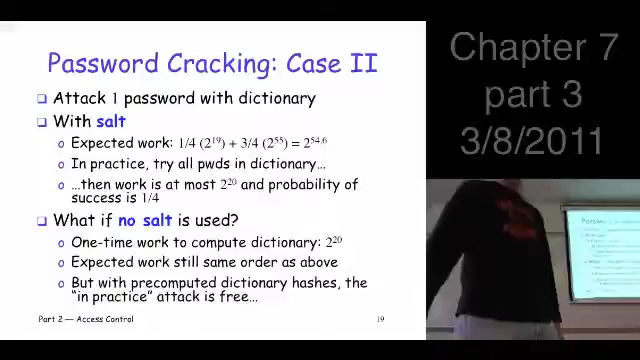 Password Cracking: Case II
Attack 1 password with dictionary
With salt
Expected work: 1/4 (2^19) + 3/4 (2^55) = 2^54.6
In practice, try all pwds in dictionary…
…then work is at most 2^20 and probability of
success is 1/4
What if no salt is used?
One-time work to compute dictionary: 2^20
Expected work still same order as above
But with precomputed dictionary hashes, the
"in practice" attack is free…
Part 2 — Access Control
19
Chapter 7
part 3
3/8/2011